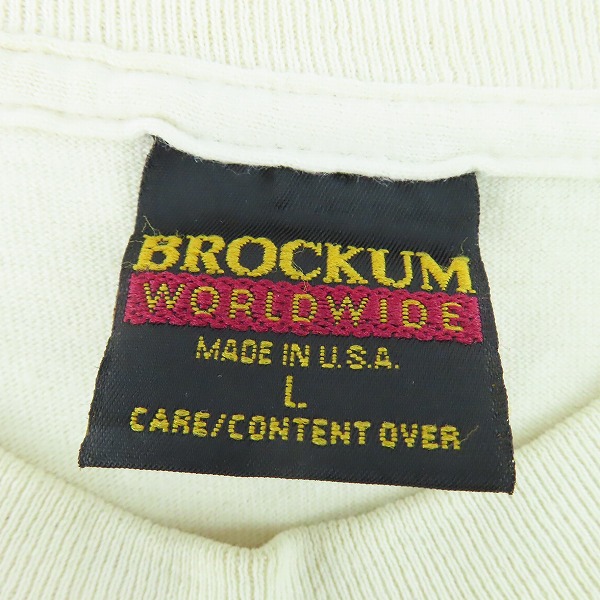 BROCKUM
WORLDWIDE
MADE IN U.S.A.
L
CARE/CONTENT OVER